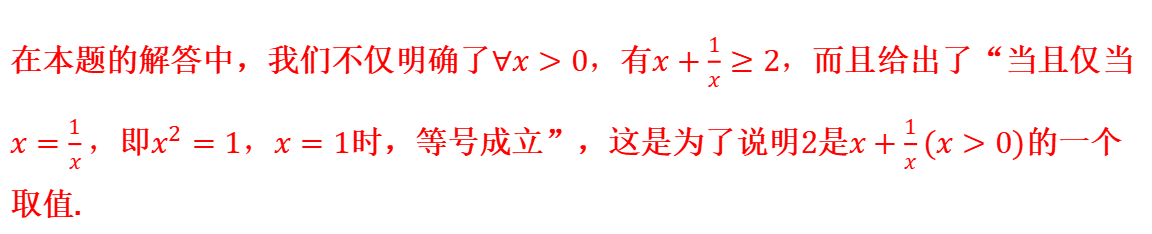 在本题的解答中，我们不仅明确了∀x > 0，有x + 1/x ≥ 2，而且给出了“当且仅当
x = 1/x，即x² = 1，x = 1时，等号成立”，这是为了说明2是x + 1/x (x > 0)的一个
取值.